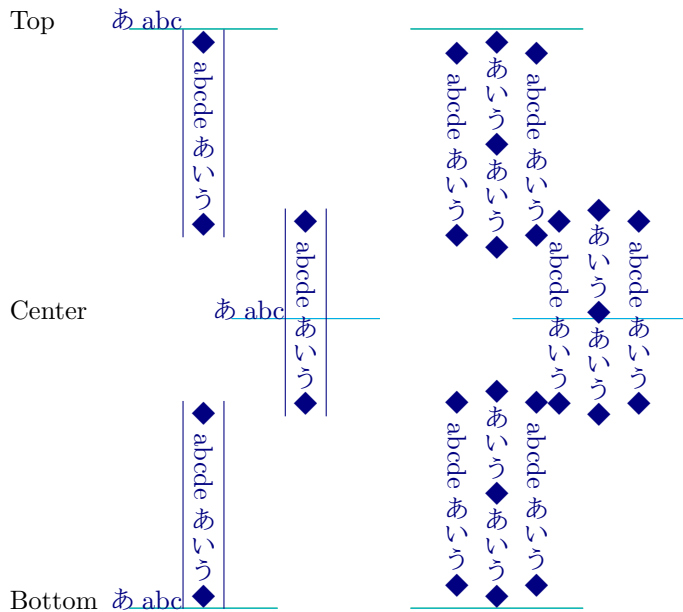 Top
あ abc
◆ abcde あいう ◆
◆ abcde あいう ◆
◆ あいう ◆ あいう ◆
◆ abcde あいう ◆
Center
あ abc
◆ abcde あいう ◆
◆ abcde あいう ◆
◆ あいう ◆ あいう ◆
◆ abcde あいう ◆
Bottom
あ abc
◆ abcde あいう ◆
◆ abcde あいう ◆
◆ あいう ◆ あいう ◆
◆ abcde あいう ◆